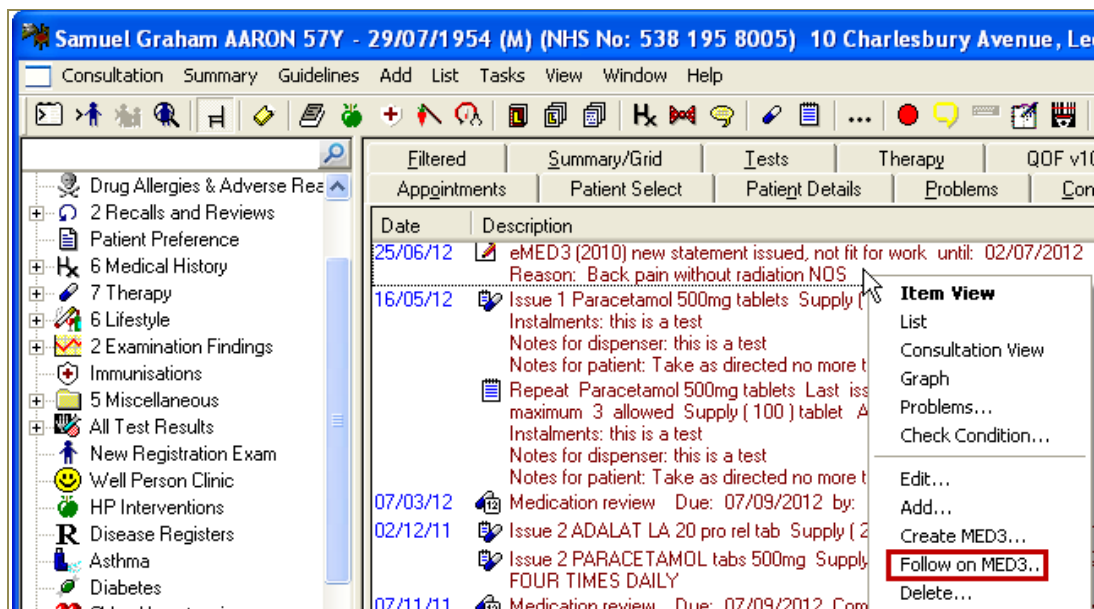 Samuel Graham AARON 57Y - 29/07/1954 (M) (NHS No: 538 195 8005) 10 Charlesbury Avenue, Le
Consultation Summary Guidelines Add List Tasks View Window Help
Filtered Summary/Grid Tests Therapy QOF v10
Appointments Patient Select Patient Details Problems Con
Drug Allergies & Adverse Rea
2 Recalls and Reviews
Patient Preference
6 Medical History
7 Therapy
6 Lifestyle
2 Examination Findings
Immunisations
5 Miscellaneous
All Test Results
New Registration Exam
Well Person Clinic
HP Interventions
Disease Registers
Asthma
Diabetes
Date Description
25/06/12 eMED3 (2010) new statement issued, not fit for work until: 02/07/2012
Reason: Back pain without radiation NOS
16/05/12 Issue 1 Paracetamol 500mg tablets Supply (
Instalments: this is a test
Notes for dispenser: this is a test
Notes for patient: Take as directed no more t
Repeat Paracetamol 500mg tablets Last iss
maximum 3 allowed Supply ( 100 ) tablet A
Instalments: this is a test
Notes for dispenser: this is a test
Notes for patient: Take as directed no more t
07/03/12 Medication review Due: 07/09/2012 by:
02/12/11 Issue 2 ADALAT LA 20 pro rel tab Supply ( 2
Issue 2 PARACETAMOL tabs 500mg Supply
FOUR TIMES DAILY
07/11/11 Medication review Due: 07/09/2012 Com
Item View
List
Consultation View
Graph
Problems...
Check Condition...
Edit...
Add...
Create MED3...
Follow on MED3..
Delete...